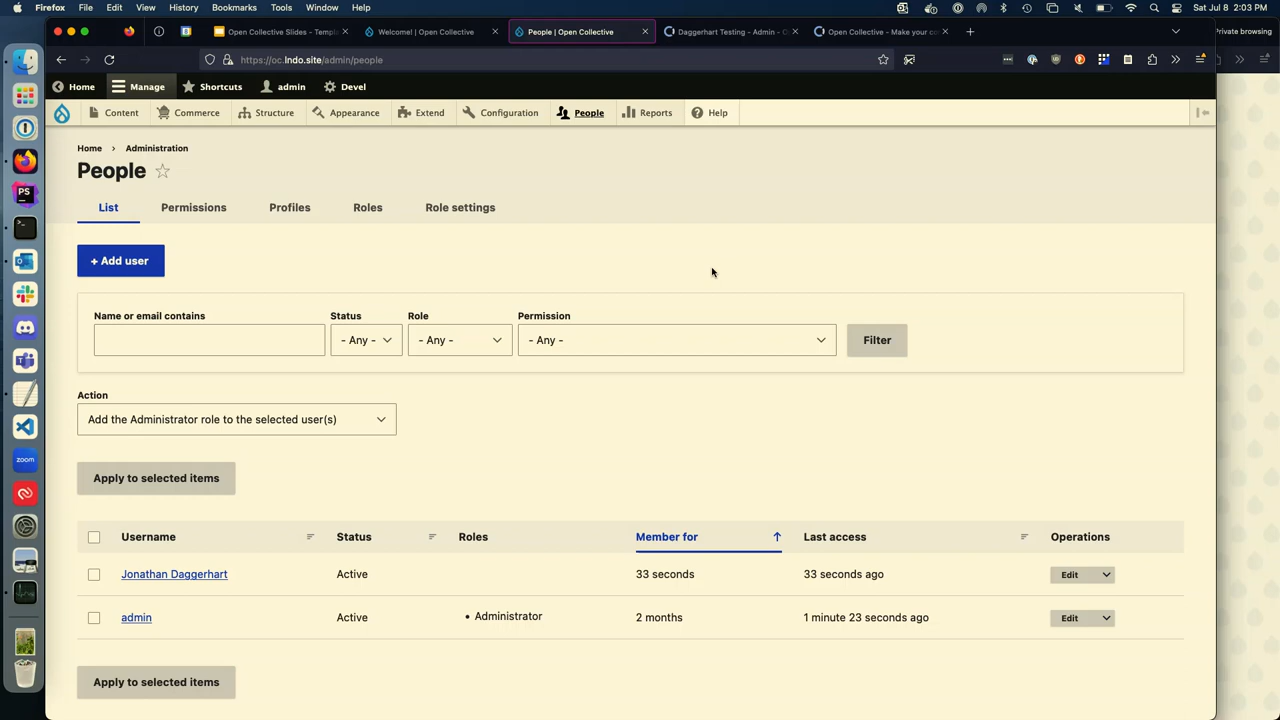 Firefox File Edit View History Bookmarks Tools Window Help Sat Jul 8 2:03 PM
Open Collective Slides - Templa Welcome! | Open Collective People | Open Collective Daggerhart Testing - Admin - O Open Collective - Make your co Private browsing
https://oc.lndo.site/admin/people
Home Manage Shortcuts admin Devel
Content Commerce Structure Appearance Extend Configuration People Reports Help
Home › Administration
People
List Permissions Profiles Roles Role settings
+ Add user
Name or email contains Status Role Permission
- Any - - Any - - Any - Filter
Action
Add the Administrator role to the selected user(s)
Apply to selected items
Username Status Roles Member for Last access Operations
Jonathan Daggerhart Active 33 seconds 33 seconds ago Edit
admin Active • Administrator 2 months 1 minute 23 seconds ago Edit
Apply to selected items
PS
zoom